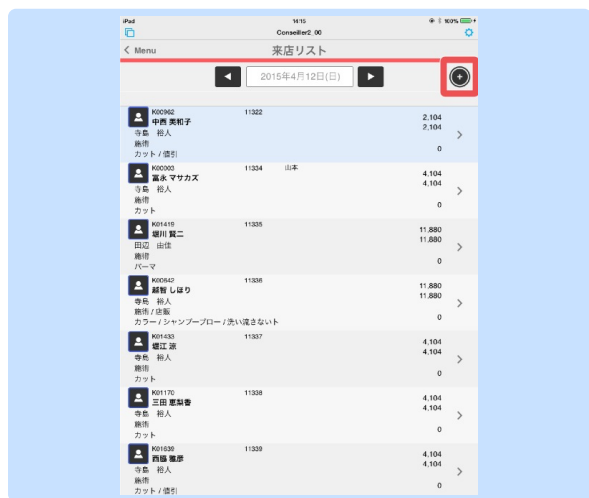 iPad 14:15 100%
Conseiller2_00
Menu 来店リスト
2015年4月12日(日)
K00962 11322 2,104
中西 美和子 2,104
寺島 裕人
施術 0
カット / 値引
K00003 11334 山本 4,104
富永 マサカズ 4,104
寺島 裕人
施術 0
カット
K01419 11335 11,880
堀川 賢二 11,880
田辺 由佳
施術 0
パーマ
K00642 11336 11,880
越智 しほり 11,880
寺島 裕人
施術 / 店販 0
カラー / シャンプーブロー / 洗い流さないト
K01433 11337 4,104
堀江 涼 4,104
寺島 裕人
施術 0
カット
K01170 11338 4,104
三田 恵梨香 4,104
寺島 裕人
施術 0
カット
K01639 11339 4,104
西脇 雅彦 4,104
寺島 裕人
施術 0
カット / 値引